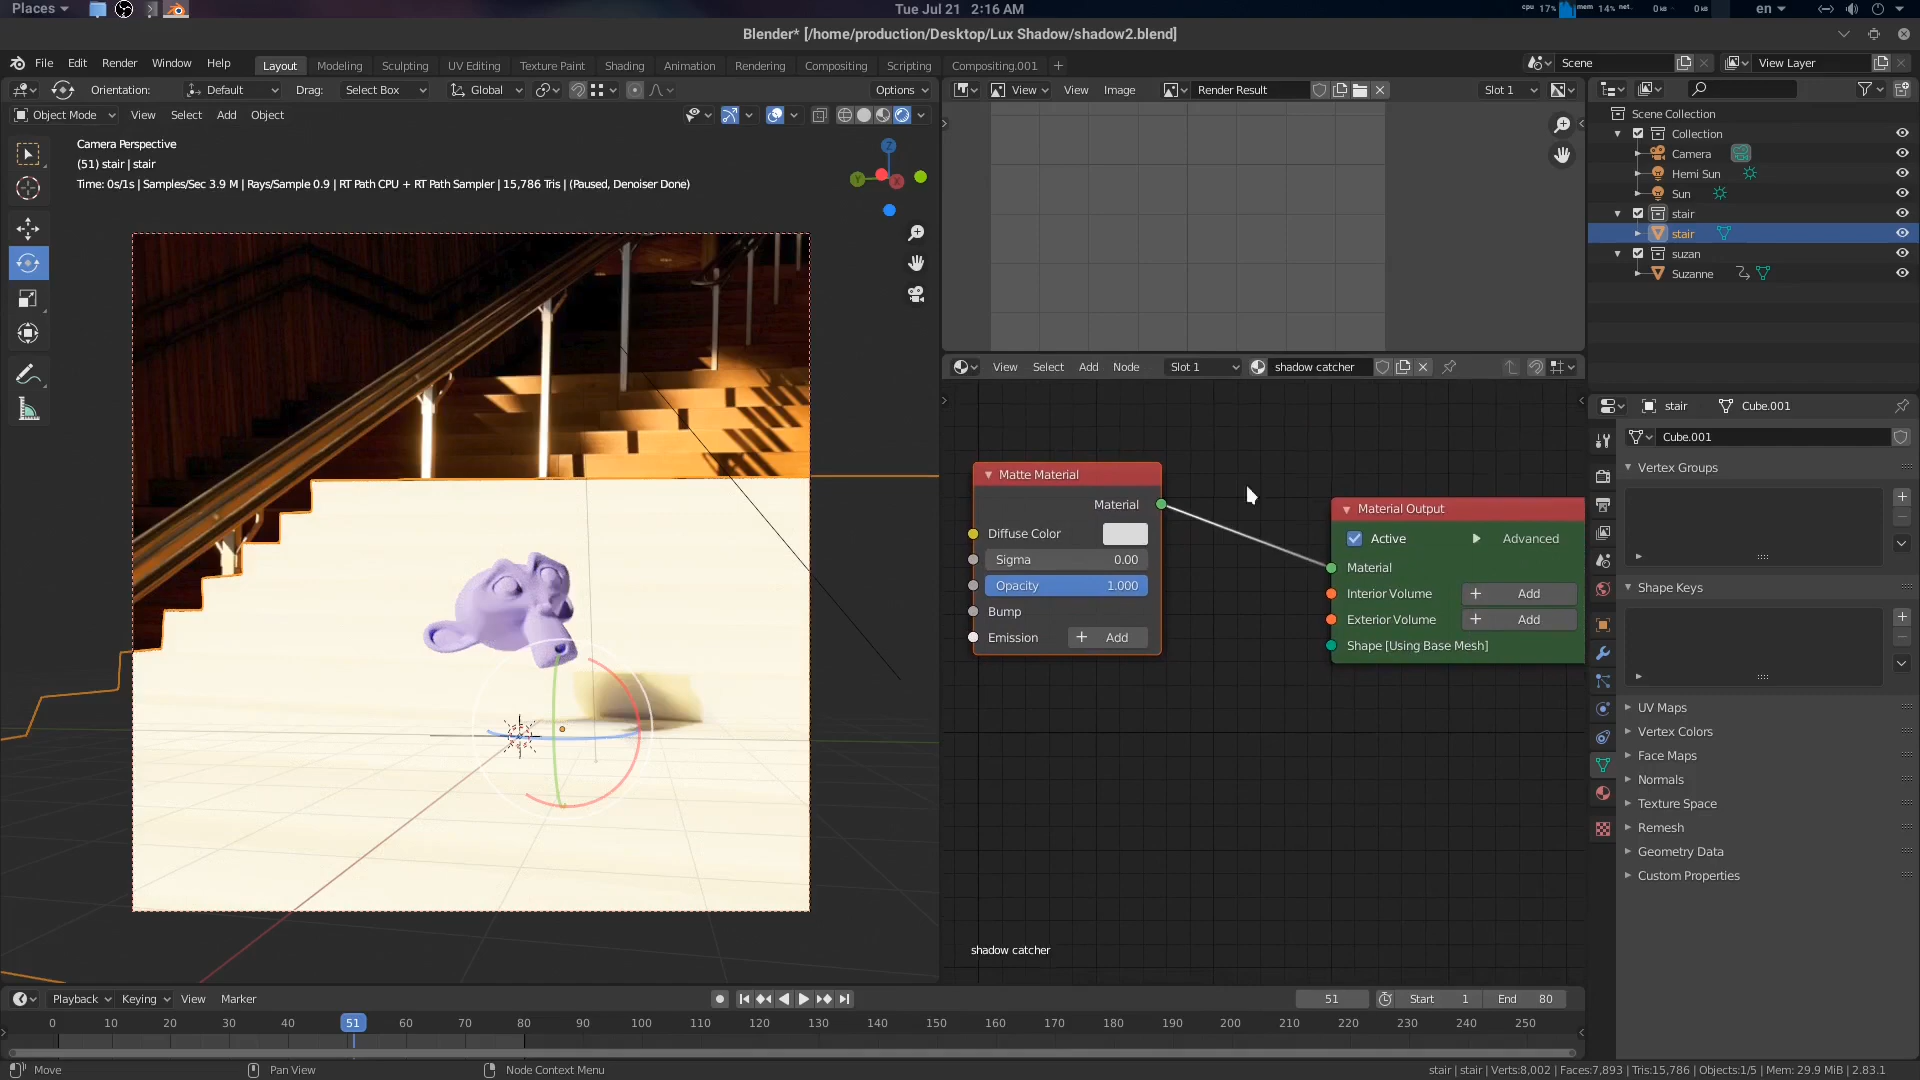 Places
Tue Jul 21 2:16 AM
cpu 17% mem 14% net 0 kB 0 kB en
Blender* [/home/production/Desktop/Lux Shadow/shadow2.blend]
File Edit Render Window Help Layout Modeling Sculpting UV Editing Texture Paint Shading Animation Rendering Compositing Scripting Compositing.001 + Scene View Layer
Orientation: Default Drag: Select Box Global Options View View Image Render Result Slot 1
Object Mode View Select Add Object
Camera Perspective
(51) stair | stair
Time: 0s/1s | Samples/Sec 3.9 M | Rays/Sample 0.9 | RT Path CPU + RT Path Sampler | 15,786 Tris | (Paused, Denoiser Done)
Z
Y
X
Scene Collection
Collection
Camera
Hemi Sun
Sun
stair
stair
suzan
Suzanne
View Select Add Node Slot 1 shadow catcher
Matte Material
Material
Diffuse Color
Sigma 0.00
Opacity 1.000
Bump
Emission + Add
Material Output
Active Advanced
Material
Interior Volume + Add
Exterior Volume + Add
Shape [Using Base Mesh]
shadow catcher
stair Cube.001
Cube.001
Vertex Groups
Shape Keys
UV Maps
Vertex Colors
Face Maps
Normals
Texture Space
Remesh
Geometry Data
Custom Properties
Playback Keying View Marker 51 Start 1 End 80
0 10 20 30 40 51 60 70 80 90 100 110 120 130 140 150 160 170 180 190 200 210 220 230 240 250
Move Pan View Node Context Menu stair | stair | Verts:8,002 | Faces:7,893 | Tris:15,786 | Objects:1/5 | Mem: 29.9 MiB | 2.83.1